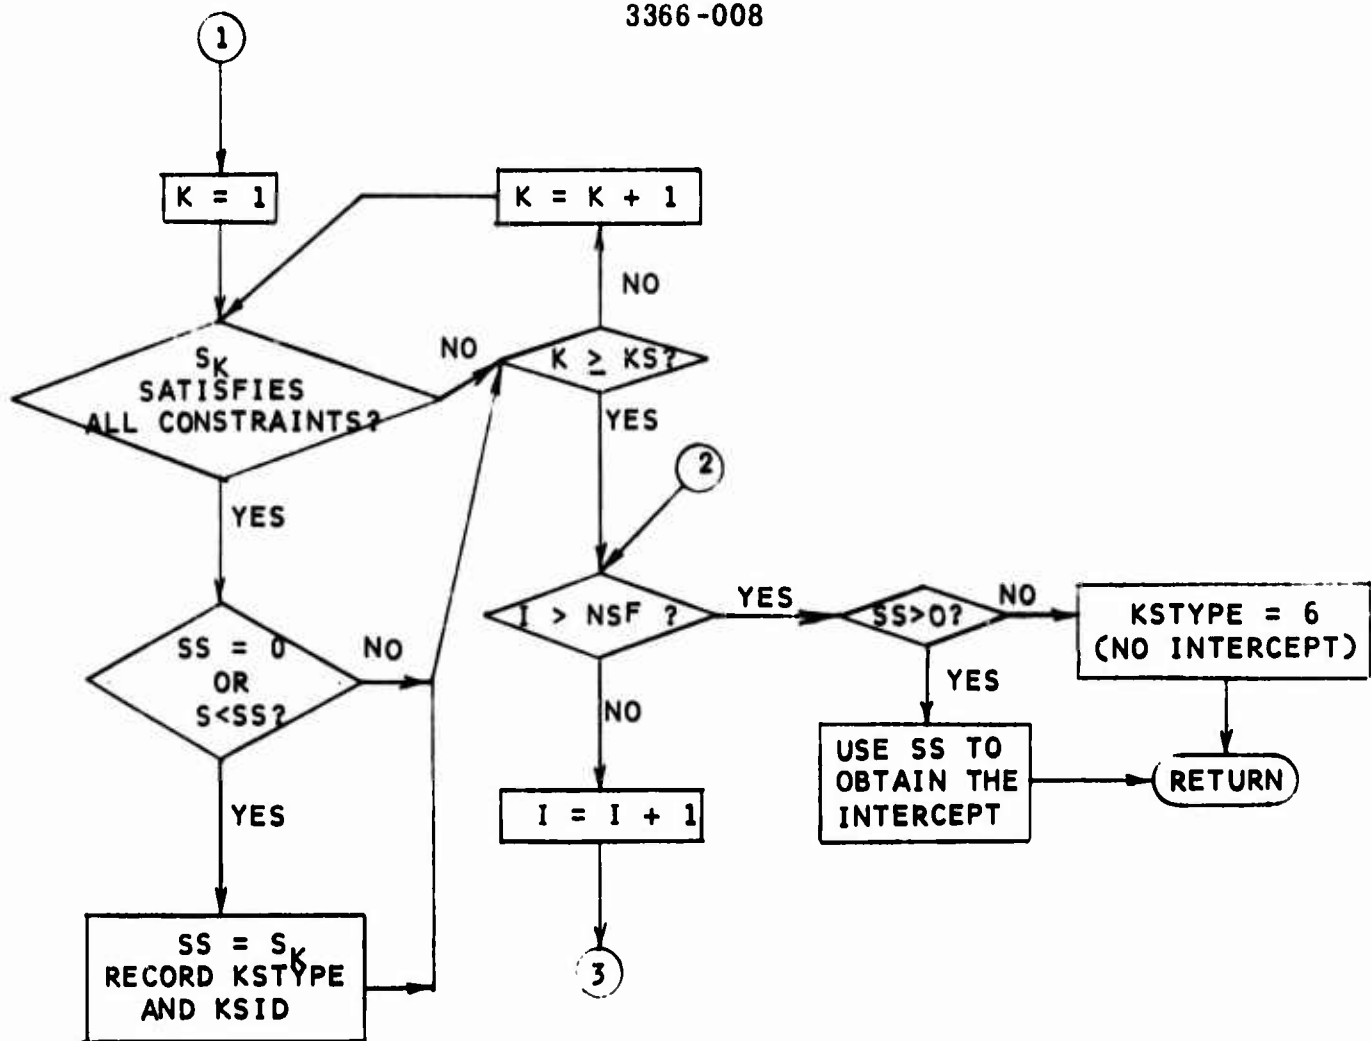 3366-008
1
K = 1
K = K + 1
NO
S_K
SATISFIES
ALL CONSTRAINTS?
NO
K ≥ KS?
YES
2
YES
SS = 0
OR
S<SS?
NO
I > NSF ?
YES
SS>0?
NO
KSTYPE = 6
(NO INTERCEPT)
YES
NO
USE SS TO
OBTAIN THE
INTERCEPT
RETURN
YES
I = I + 1
SS = S_K
RECORD KSTYPE
AND KSID
3